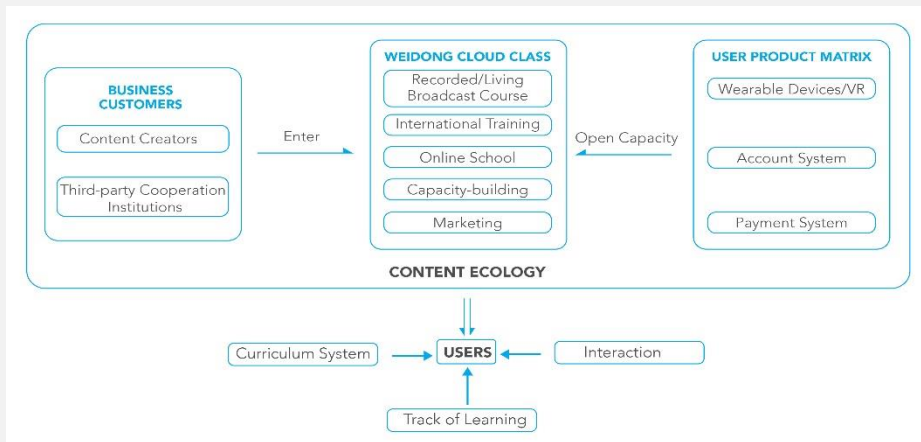 BUSINESS
CUSTOMERS
Content Creators
Third-party Cooperation
Institutions
Enter
WEIDONG CLOUD CLASS
Recorded/Living
Broadcast Course
International Training
Online School
Capacity-building
Marketing
Open Capacity
USER PRODUCT MATRIX
Wearable Devices/VR
Account System
Payment System
CONTENT ECOLOGY
Curriculum System
USERS
Interaction
Track of Learning